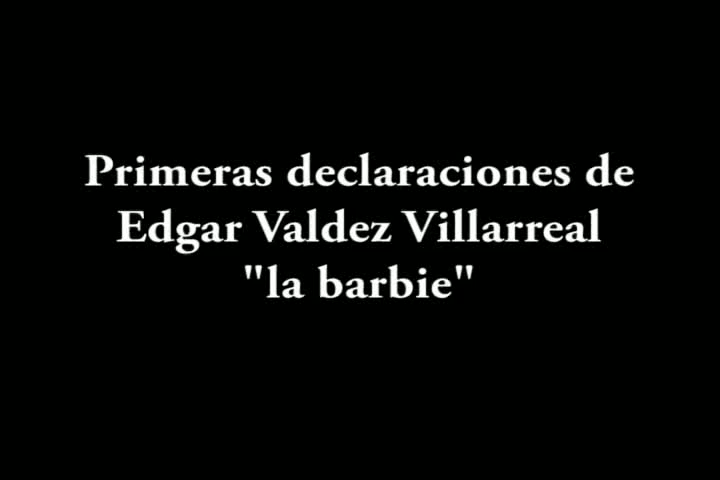 Primeras declaraciones de
Edgar Valdez Villarreal
"la barbie"